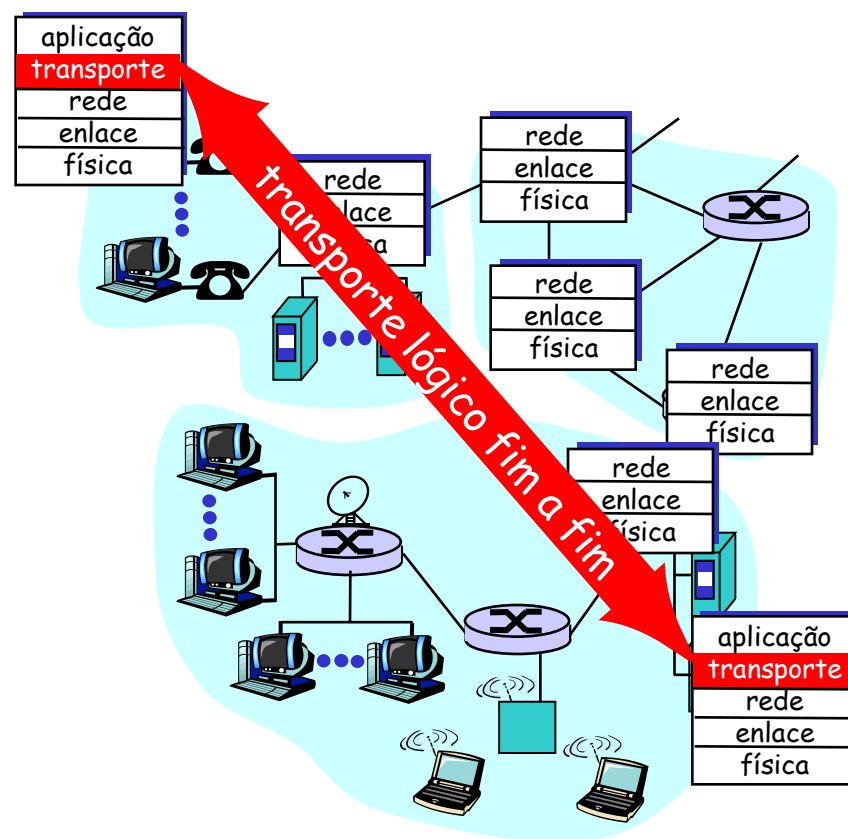 aplicação
transporte
rede
enlace
física
rede
física
rede
enlace
física
rede
enlace
física
rede
enlace
física
rede
enlace
transporte lógico fim a fim
aplicação
transporte
rede
enlace
física